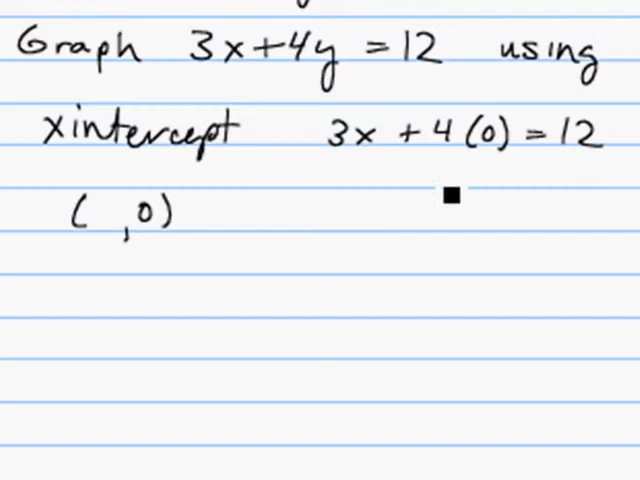 Graph 3x+4y = 12 using
xintercept 3x + 4 (0) = 12
( , 0)